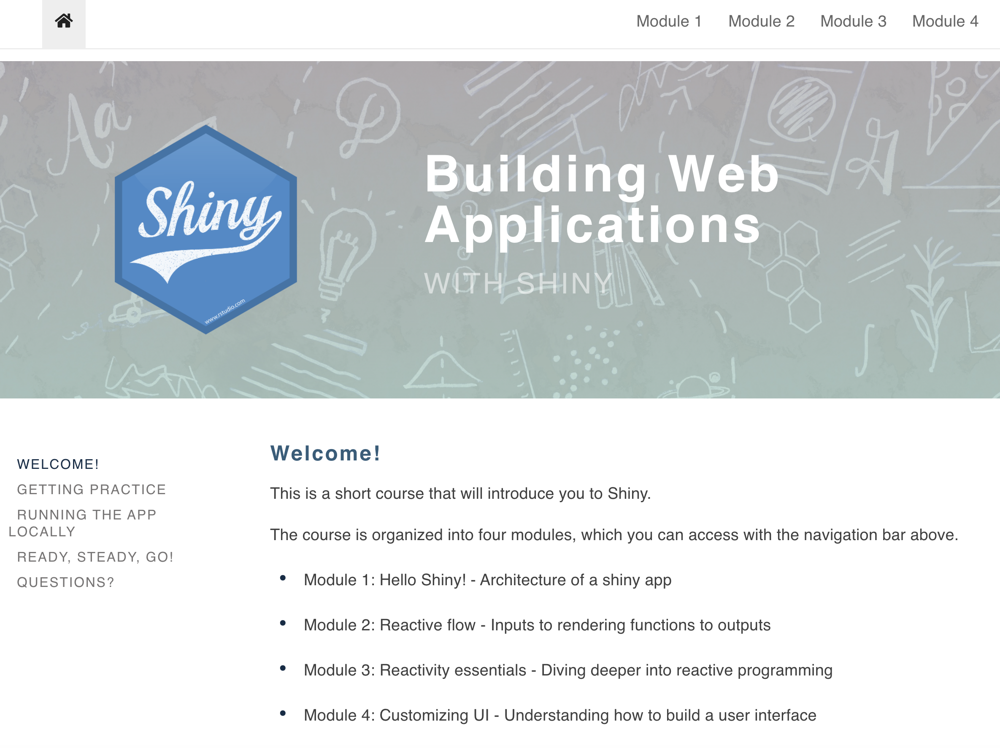 Module 1 Module 2 Module 3 Module 4
Aa
D
Shiny
www.rstudio.com
Building Web
Applications
WITH SHINY
WELCOME!
GETTING PRACTICE
RUNNING THE APP
LOCALLY
READY, STEADY, GO!
QUESTIONS?
Welcome!
This is a short course that will introduce you to Shiny.
The course is organized into four modules, which you can access with the navigation bar above.
• Module 1: Hello Shiny! - Architecture of a shiny app
• Module 2: Reactive flow - Inputs to rendering functions to outputs
• Module 3: Reactivity essentials - Diving deeper into reactive programming
• Module 4: Customizing UI - Understanding how to build a user interface